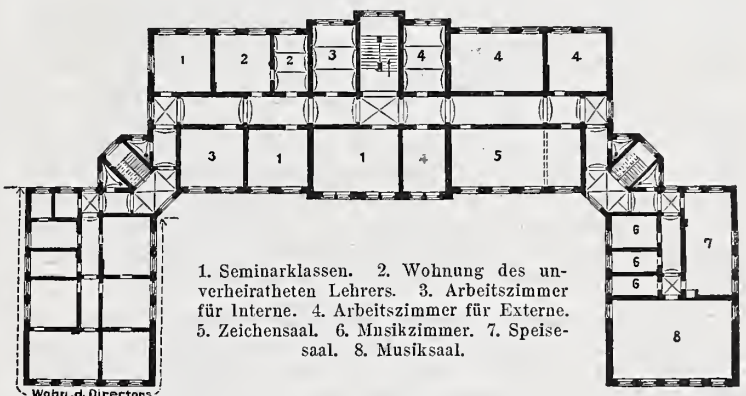 1 2 2 3 4 4 4
3 1 1 4 5
6
6
6
7
8
1. Seminarklassen. 2. Wohnung des un-
verheiratheten Lehrers. 3. Arbeitszimmer
für Interne. 4. Arbeitszimmer für Externe.
5. Zeichensaal. 6. Musikzimmer. 7. Speise-
saal. 8. Musiksaal.
Wohn. d. Directors